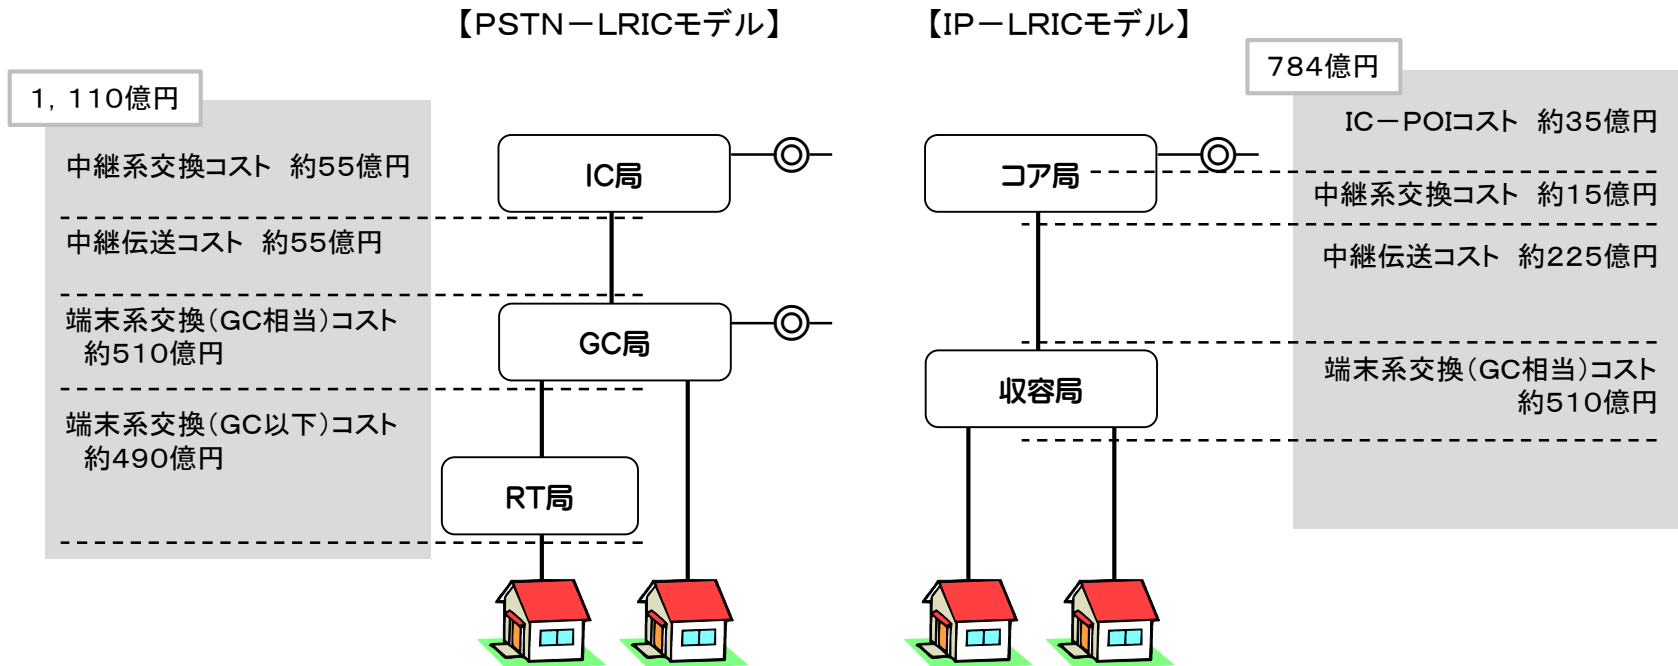 【PSTN－LRICモデル】
【IP－LRICモデル】
1，110億円
中継系交換コスト 約55億円
中継伝送コスト 約55億円
端末系交換（GC相当）コスト
約510億円
端末系交換（GC以下）コスト
約490億円
IC局
GC局
RT局
コア局
収容局
784億円
IC－POIコスト 約35億円
中継系交換コスト 約15億円
中継伝送コスト 約225億円
端末系交換（GC相当）コスト
約510億円